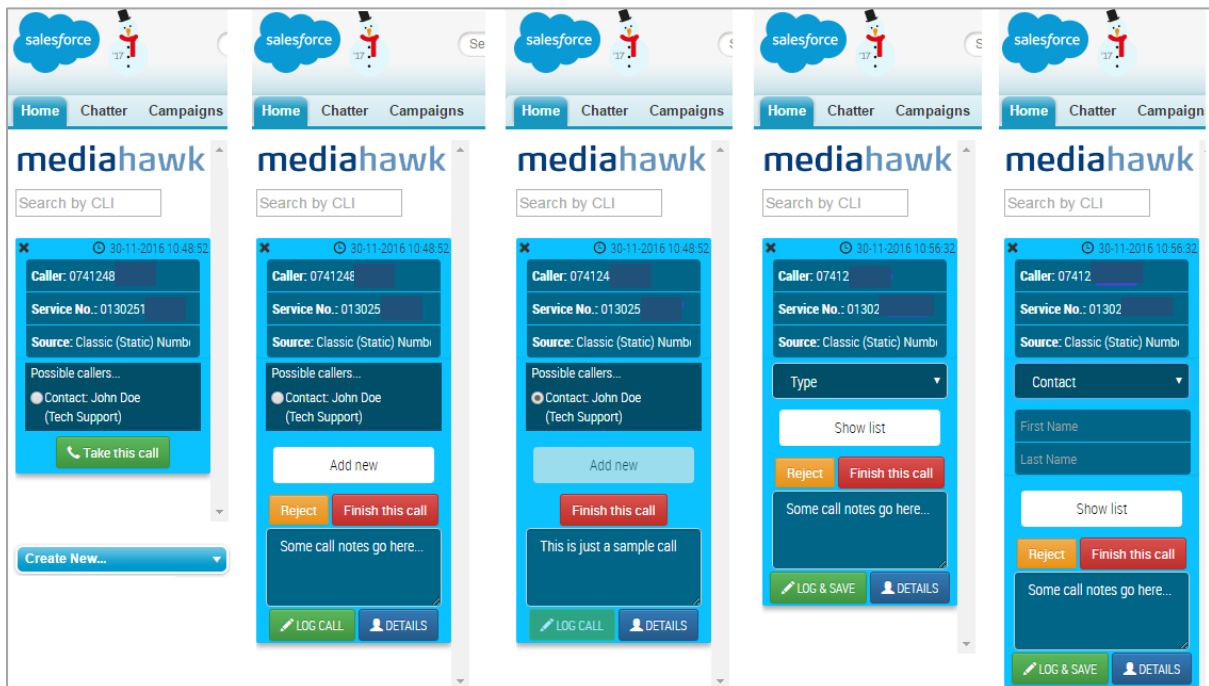 salesforce '17
Home Chatter Campaigns
mediahawk
Search by CLI
30-11-2016 10:48:52
Caller: 0741248
Service No.: 0130251
Source: Classic (Static) Numbe
Possible callers...
Contact: John Doe
(Tech Support)
Take this call
Create New...
salesforce '17 Se
Home Chatter Campaigns
mediahawk
Search by CLI
30-11-2016 10:48:52
Caller: 0741248
Service No.: 013025
Source: Classic (Static) Numbe
Possible callers...
Contact: John Doe
(Tech Support)
Add new
Reject Finish this call
Some call notes go here...
LOG CALL DETAILS
salesforce '17 S
Home Chatter Campaigns
mediahawk
Search by CLI
30-11-2016 10:48:52
Caller: 074124
Service No.: 013025
Source: Classic (Static) Numbe
Possible callers...
Contact: John Doe
(Tech Support)
Add new
Finish this call
This is just a sample call
LOG CALL DETAILS
salesforce '17 S
Home Chatter Campaigns
mediahawk
Search by CLI
30-11-2016 10:56:32
Caller: 07412
Service No.: 01302
Source: Classic (Static) Numbe
Type
Show list
Reject Finish this call
Some call notes go here...
LOG & SAVE DETAILS
salesforce '17
Home Chatter Campaign
mediahawk
Search by CLI
30-11-2016 10:56:32
Caller: 07412
Service No.: 01302
Source: Classic (Static) Numbe
Contact
First Name
Last Name
Show list
Reject Finish this call
Some call notes go here...
LOG & SAVE DETAILS